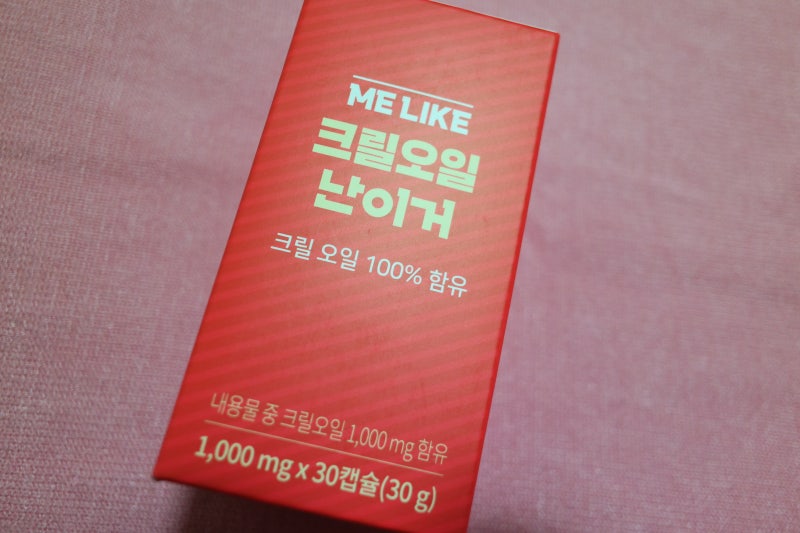 ME LIKE
크릴오일
난이거
크릴 오일 100% 함유
내용물 중 크릴오일 1,000 mg 함유
1,000 mg x 30캡슐(30 g)